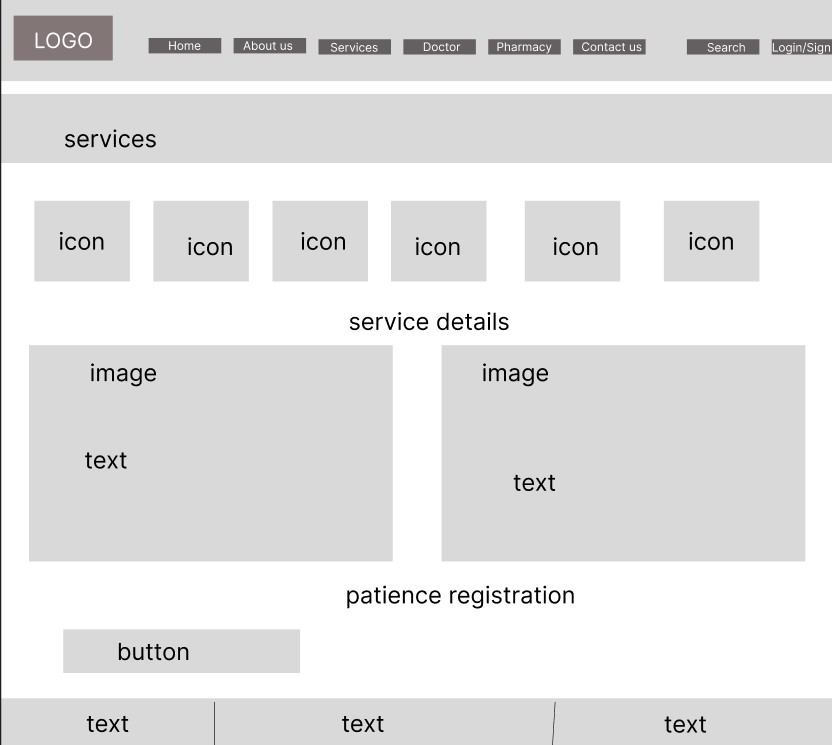 LOGO
Home
About us
Services
Doctor
Pharmacy
Contact us
Search
Login/Sign
services
icon
icon
icon
icon
icon
icon
service details
image
image
text
text
patience registration
button
text
text
text